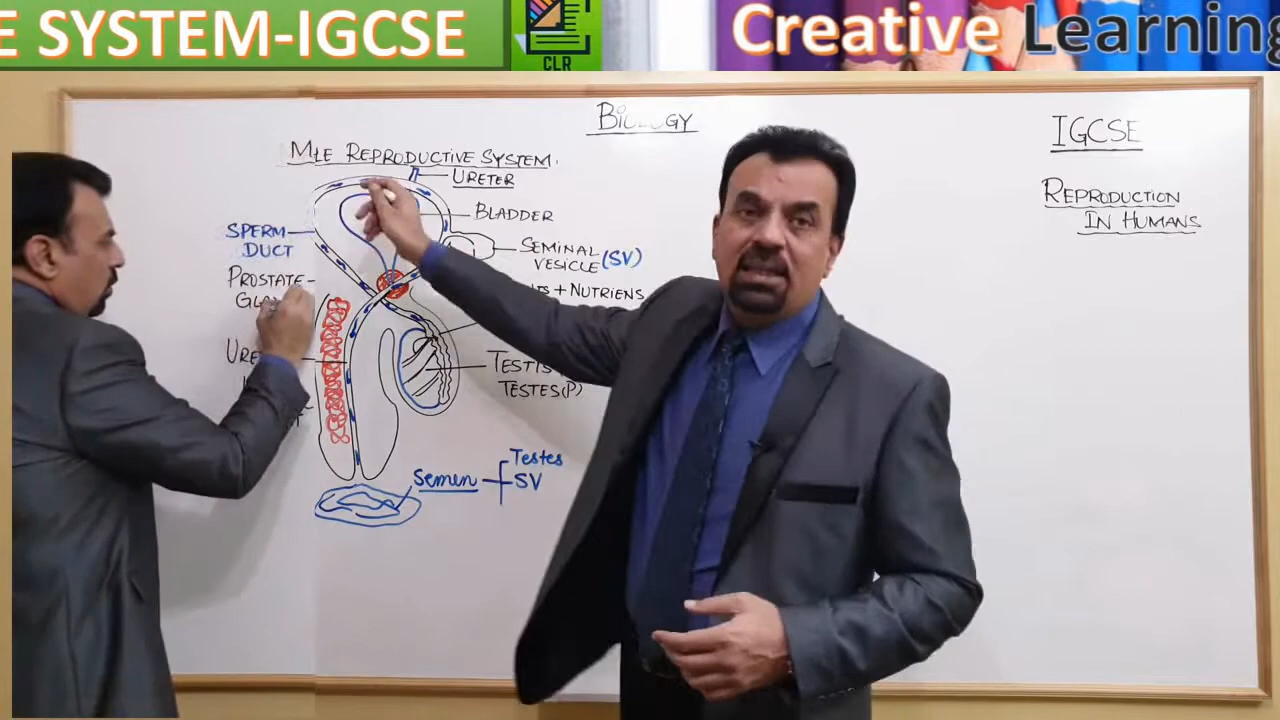 E SYSTEM-IGCSE
CLR
Creative Learning
BIOLOGY
IGCSE
MLE REPRODUCTIVE SYSTEM.
URETER
REPRODUCTION
IN HUMANS
BLADDER
SPERM
DUCT
SEMINAL
VESICLE (SV)
PROSTATE
+ NUTRIENS
TESTIS
TESTES(P)
Testes
Semen
SV